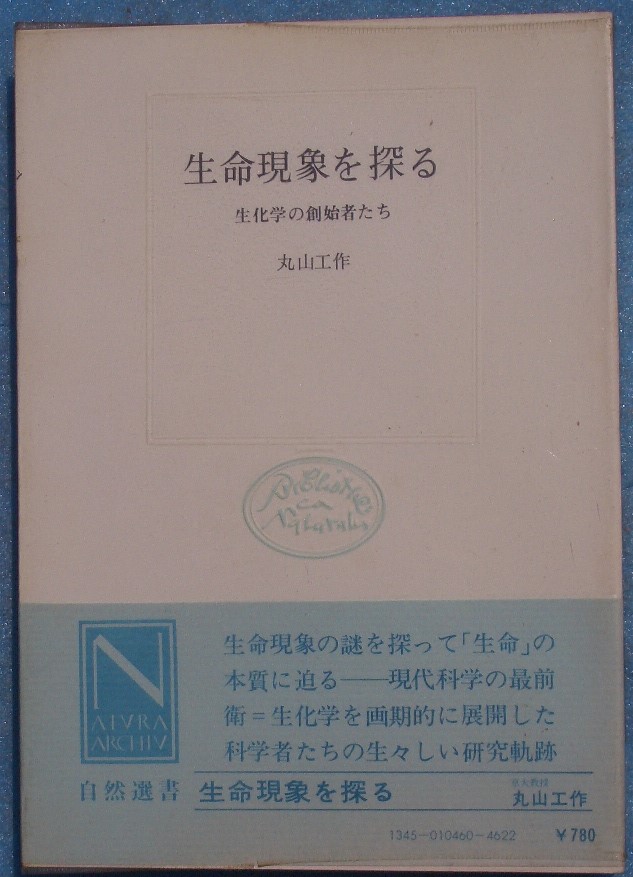 生命現象を探る
生化学の創始者たち
丸山工作
Bibliothe
ca
Naturalis
生命現象の謎を探って「生命」の
本質に迫る――現代科学の最前
衛＝生化学を画期的に展開した
科学者たちの生々しい研究軌跡
N
ATVRA
ARCHIV
自然選書
生命現象を探る
丸山工作
1345-010460-4622
￥780